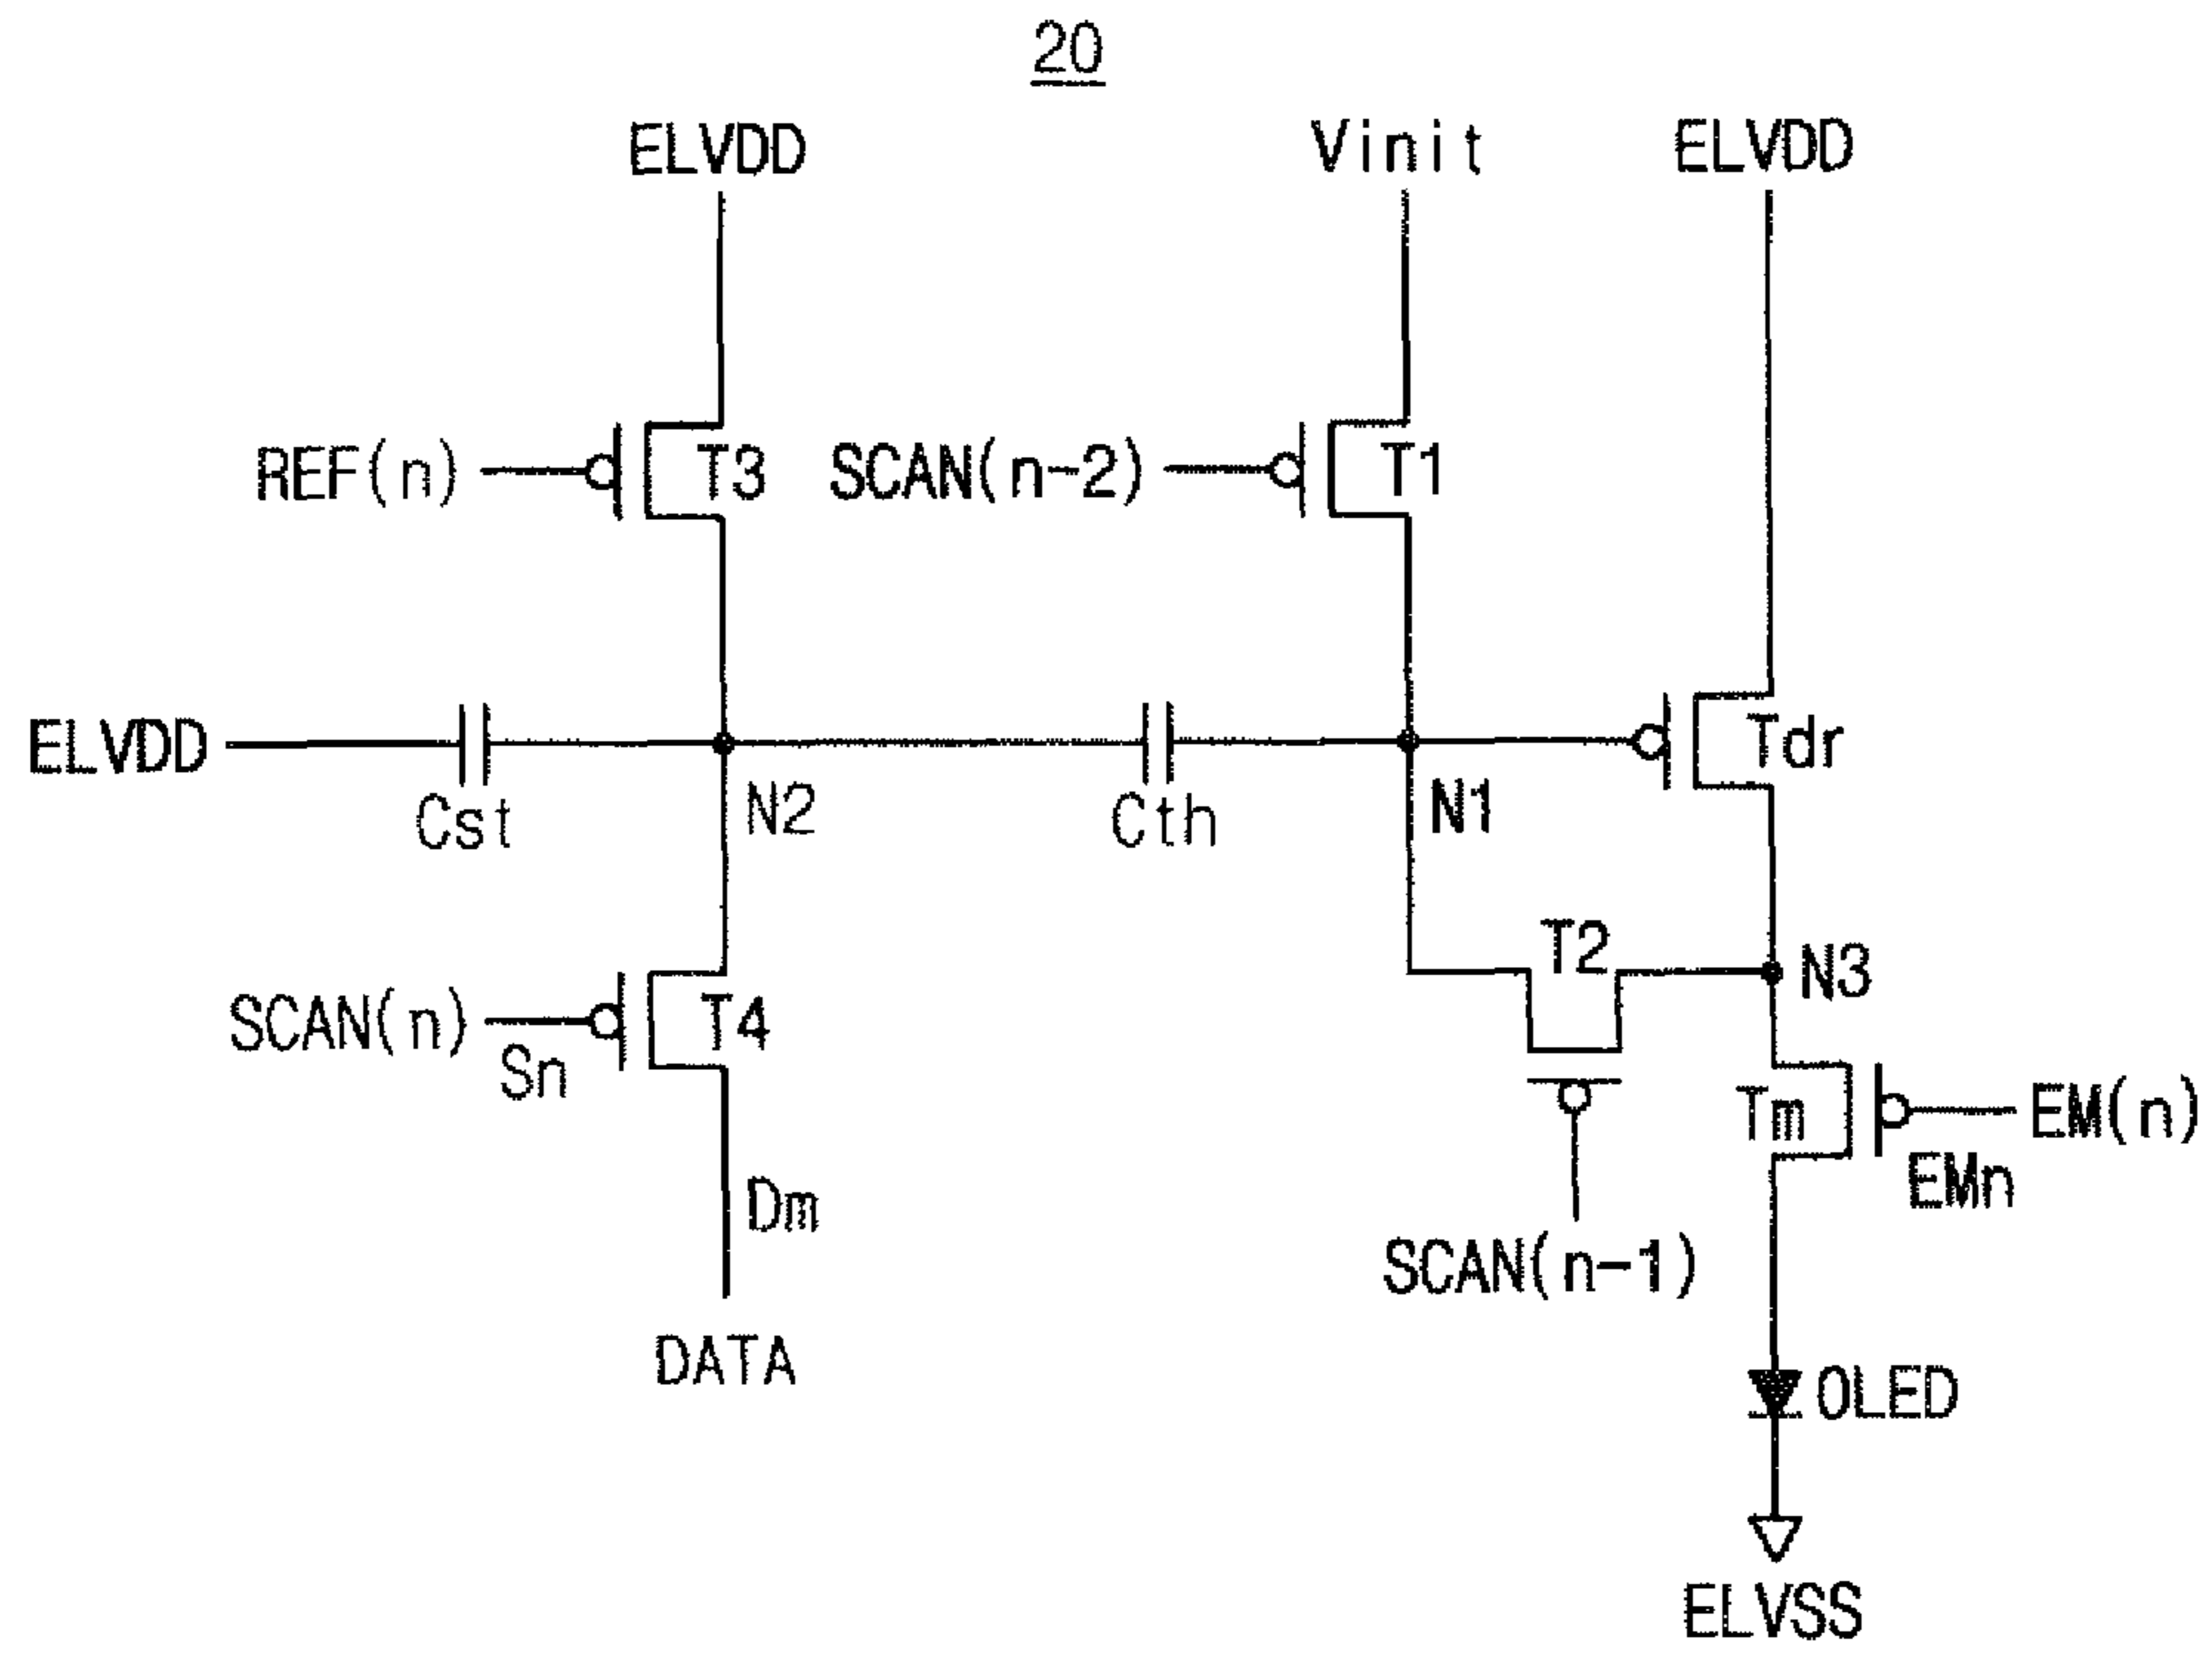 20
ELVDD
Vinit
ELVDD
REF(n)
T3
SCAN(n-2)
T1
ELVDD
Cst
N2
Cth
N1
Tdr
SCAN(n)
Sn
T4
T2
N3
Tm
EM(n)
EMn
Dm
SCAN(n-1)
DATA
OLED
ELVSS